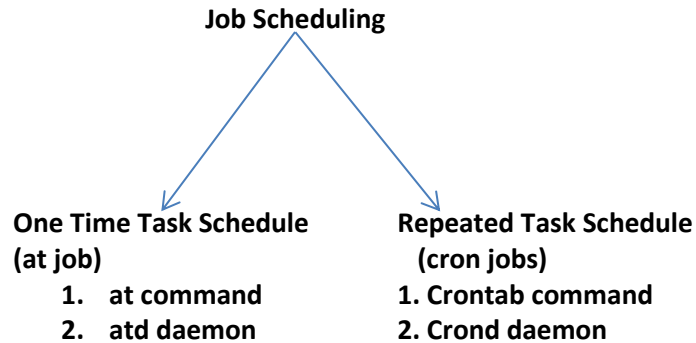 Job Scheduling
One Time Task Schedule
(at job)
1. at command
2. atd daemon
Repeated Task Schedule
(cron jobs)
1. Crontab command
2. Crond daemon